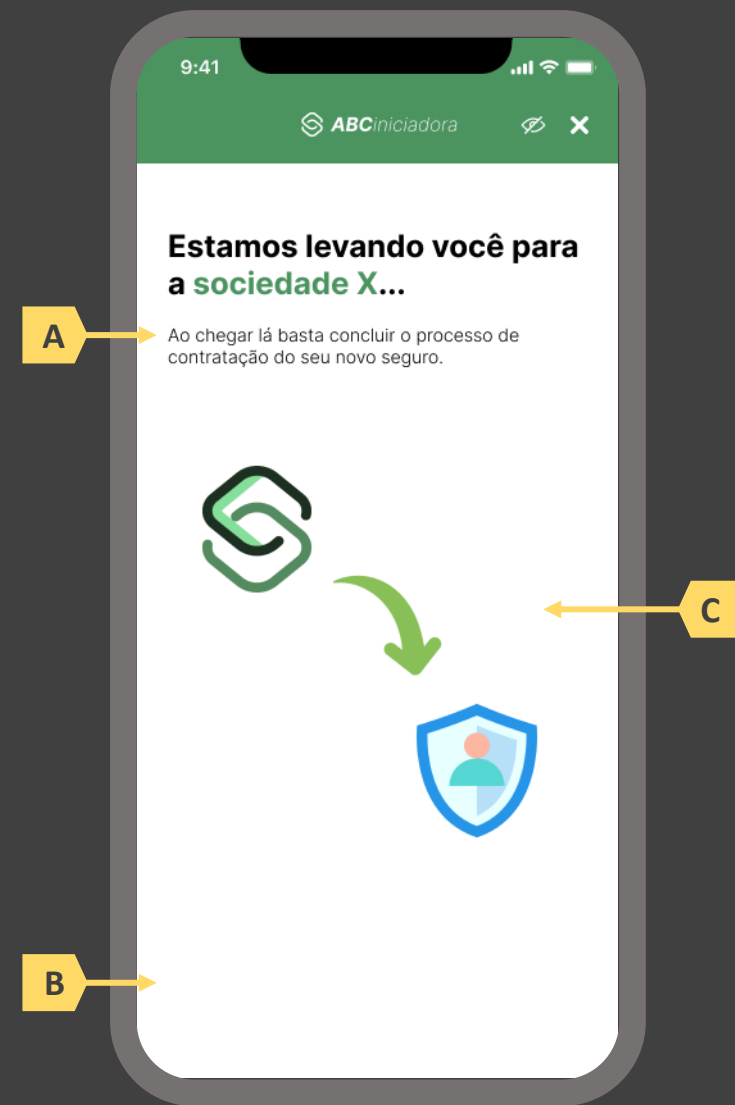 9:41
ABCiniciadora
Estamos levando você para
a sociedade X...
A
Ao chegar lá basta concluir o processo de
contratação do seu novo seguro.
C
B